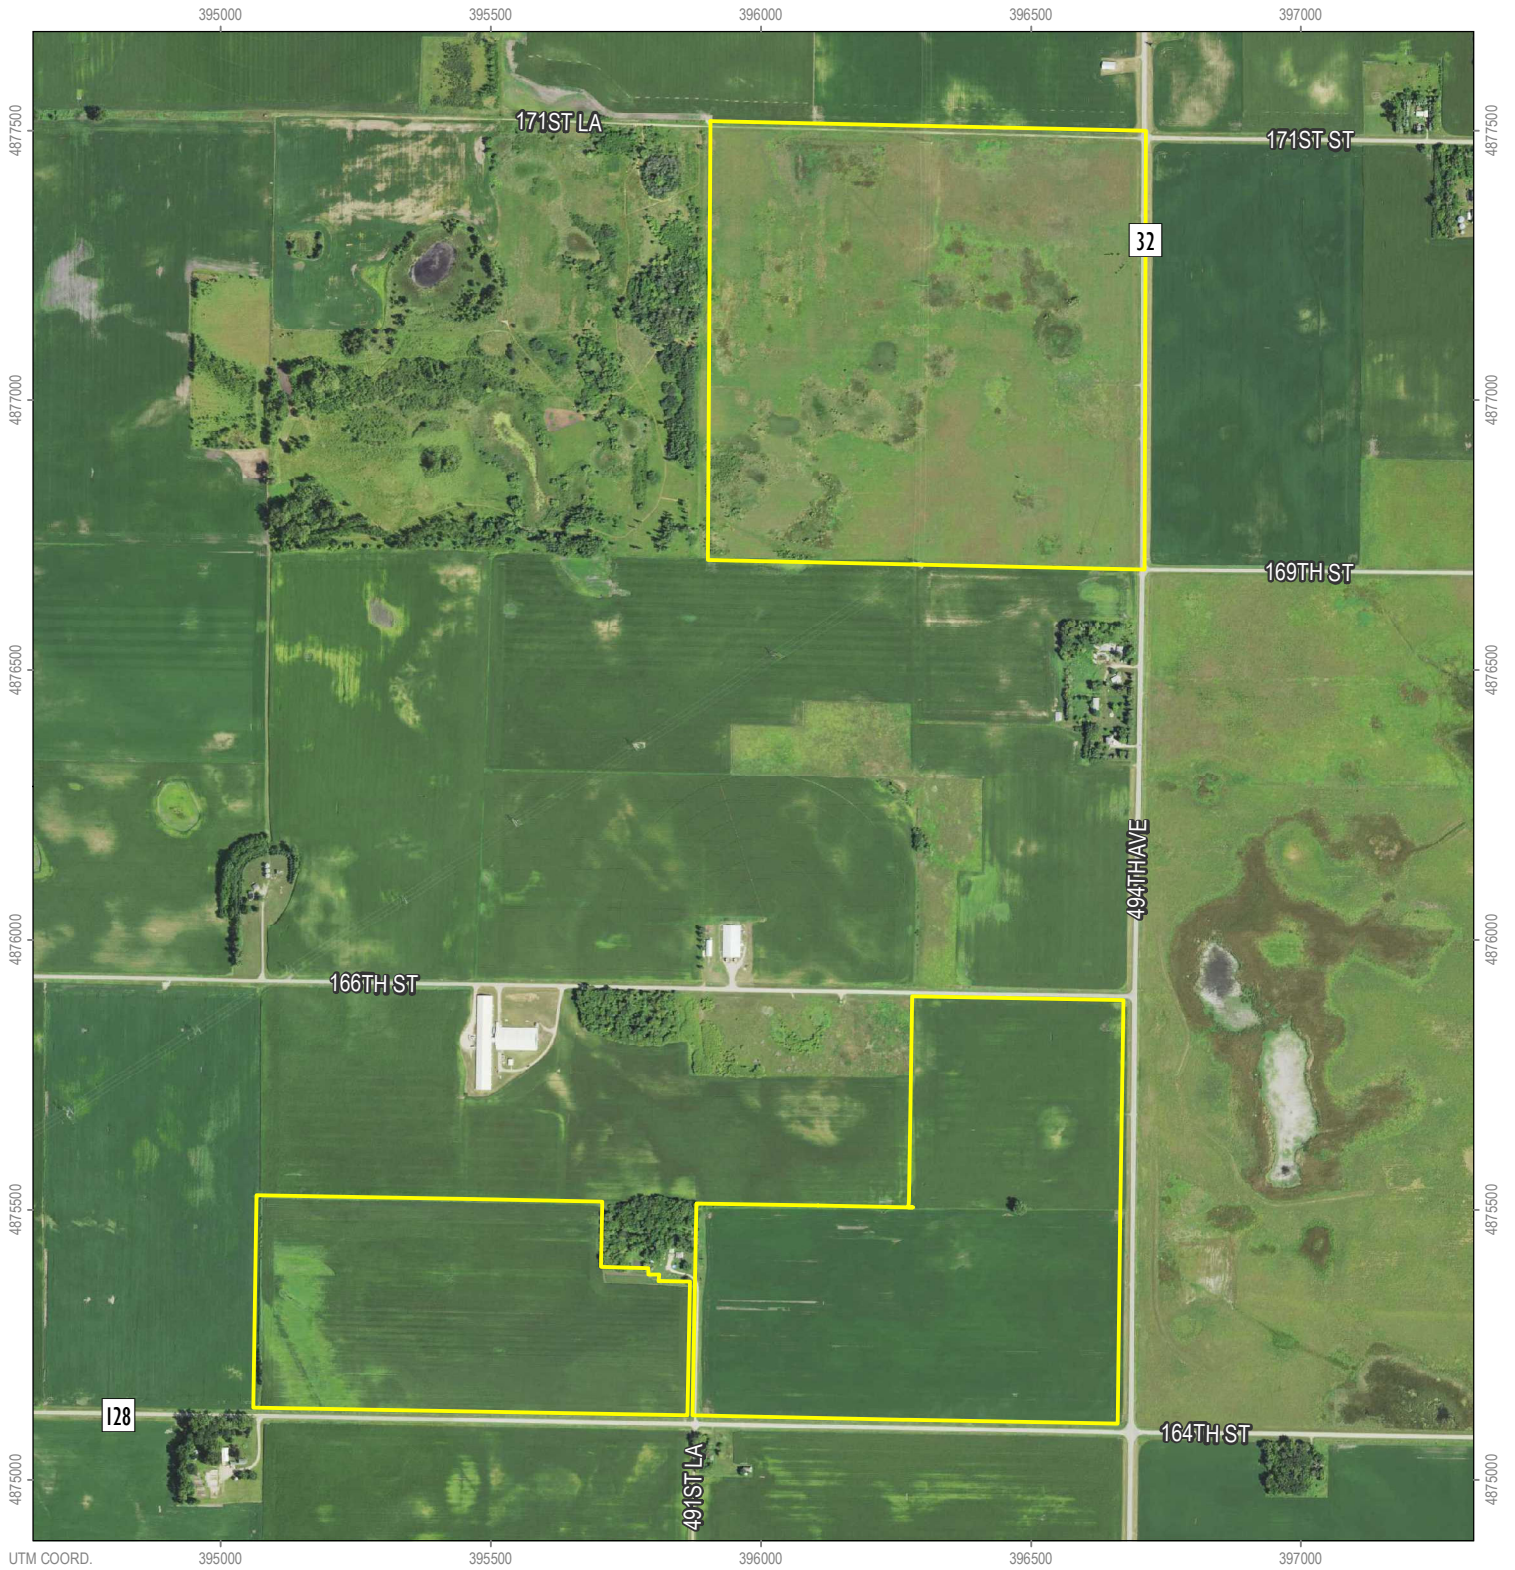 395000 395500 396000 396500 397000
4877500 171ST LA 171ST ST 4877500
32
4877000 4877000
169TH ST
4876500 4876500
494TH AVE
4876000 4876000
166TH ST
4875500 4875500
128 164TH ST
491ST LA
4875000 4875000
UTM COORD. 395000 395500 396000 396500 397000